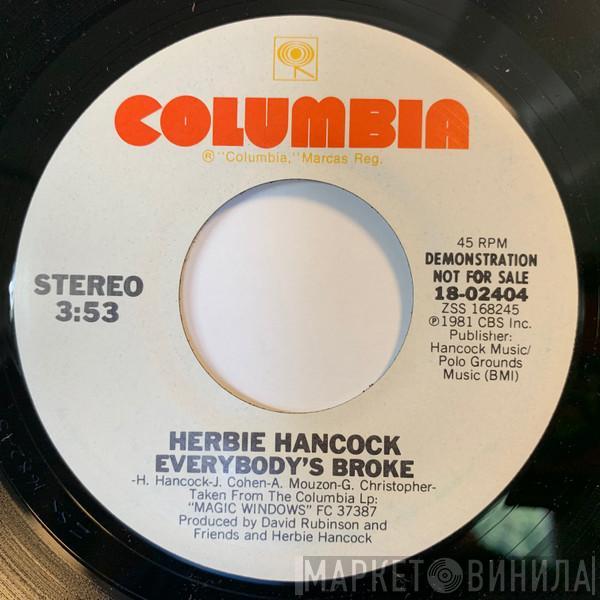 COLUMBIA
® "Columbia," Marcas Reg.
STEREO
3:53
45 RPM
DEMONSTRATION
NOT FOR SALE
18-02404
ZSS 168245
℗1981 CBS Inc.
Publisher:
Hancock Music/
Polo Grounds
Music (BMI)
HERBIE HANCOCK
EVERYBODY'S BROKE
-H. Hancock-J. Cohen-A. Mouzon-G. Christopher-
Taken From The Columbia Lp:
"MAGIC WINDOWS" FC 37387
Produced by David Rubinson and
Friends and Herbie Hancock
МАРКЕТ ВИНИЛА